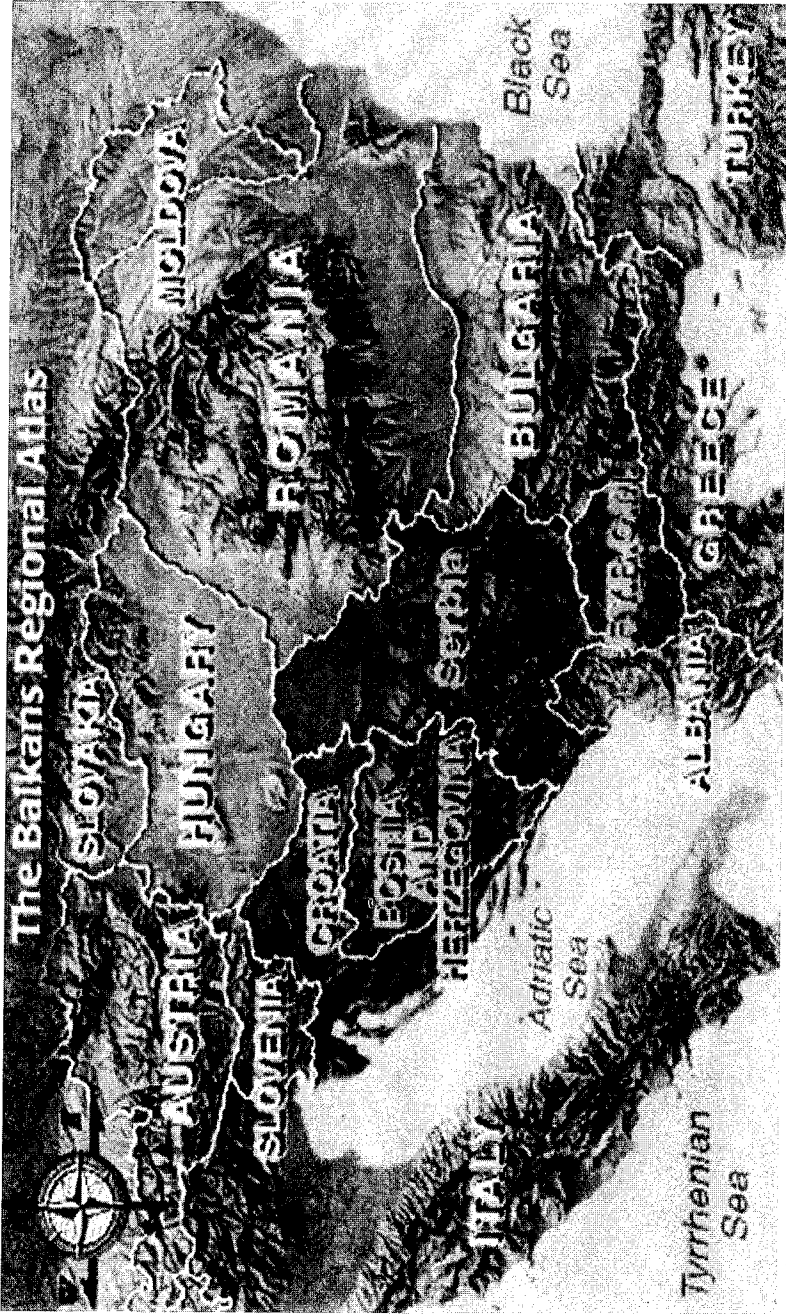 The Balkans Regional Atlas
SLOVAKIA
MOLDOVA
AUSTRIA
HUNGARY
SLOVENIA
ROMANIA
CROATIA
BOSNIA
AND
HERZEGOVINA
Serbia
ITALY
Adriatic
Sea
BULGARIA
Black
Sea
F.Y.R.O.M
ALBANIA
GREECE
TURKEY
Tyrrhenian
Sea